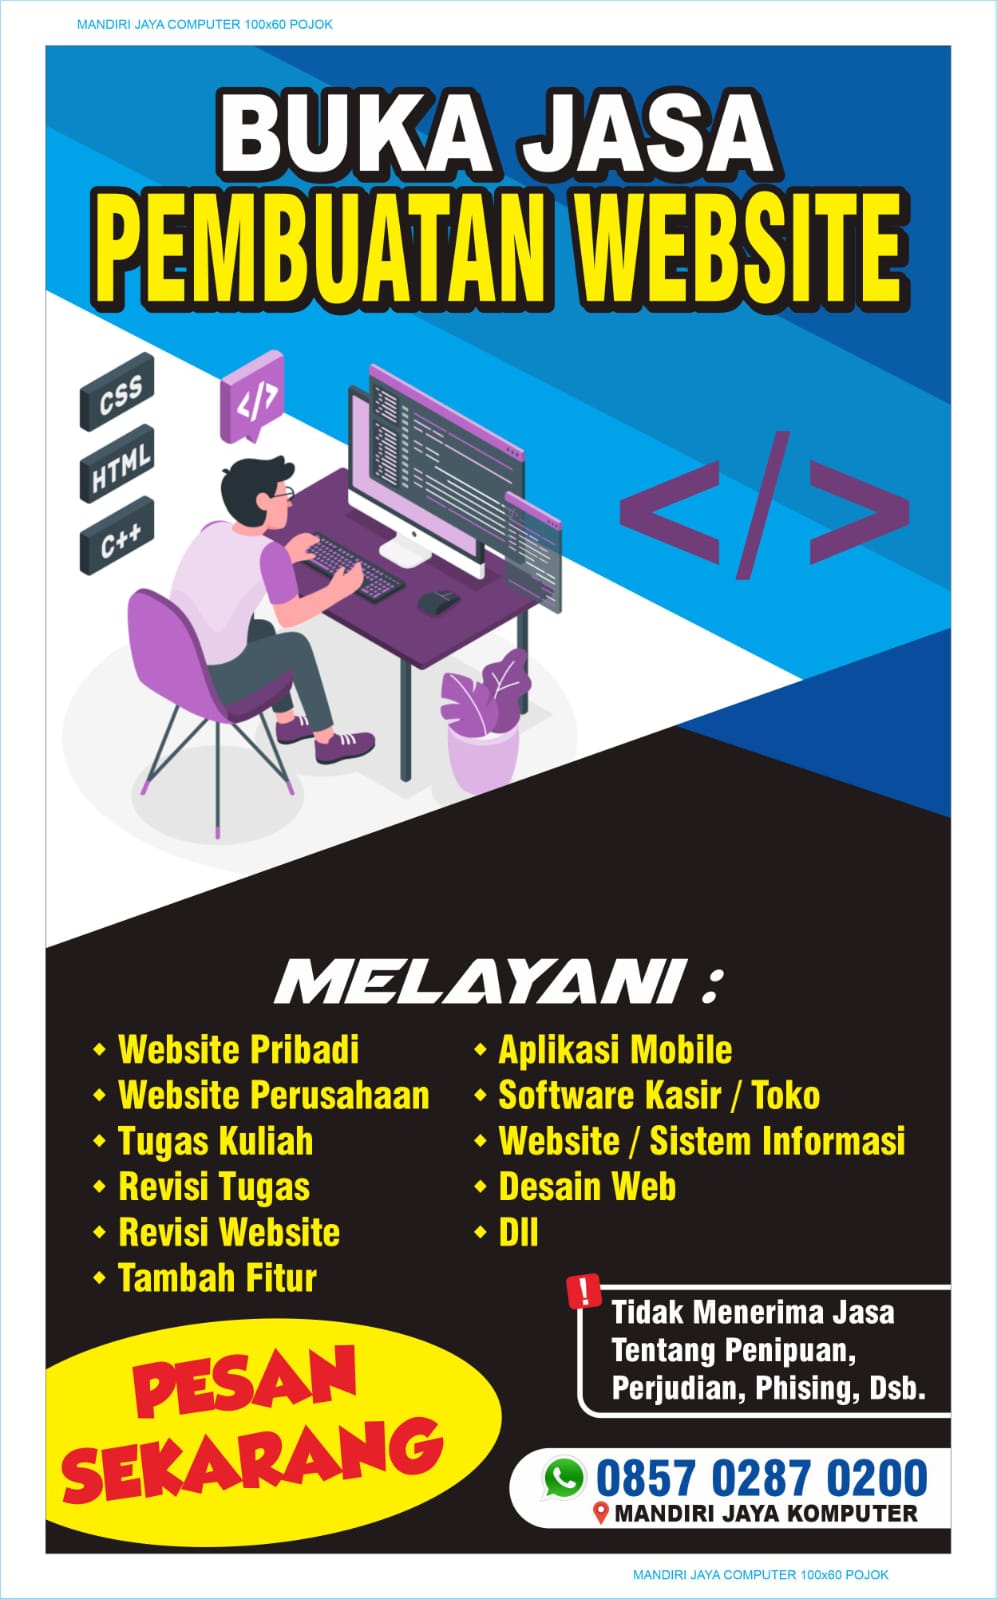 MANDIRI JAYA COMPUTER 100x60 POJOK
BUKA JASA
PEMBUATAN WEBSITE
CSS
</>
HTML
C++
</>
MELAYANI :
• Website Pribadi
• Website Perusahaan
• Tugas Kuliah
• Revisi Tugas
• Revisi Website
• Tambah Fitur
• Aplikasi Mobile
• Software Kasir / Toko
• Website / Sistem Informasi
• Desain Web
• Dll
!
Tidak Menerima Jasa
Tentang Penipuan,
Perjudian, Phising, Dsb.
PESAN
SEKARANG
0857 0287 0200
MANDIRI JAYA KOMPUTER
MANDIRI JAYA COMPUTER 100x60 POJOK